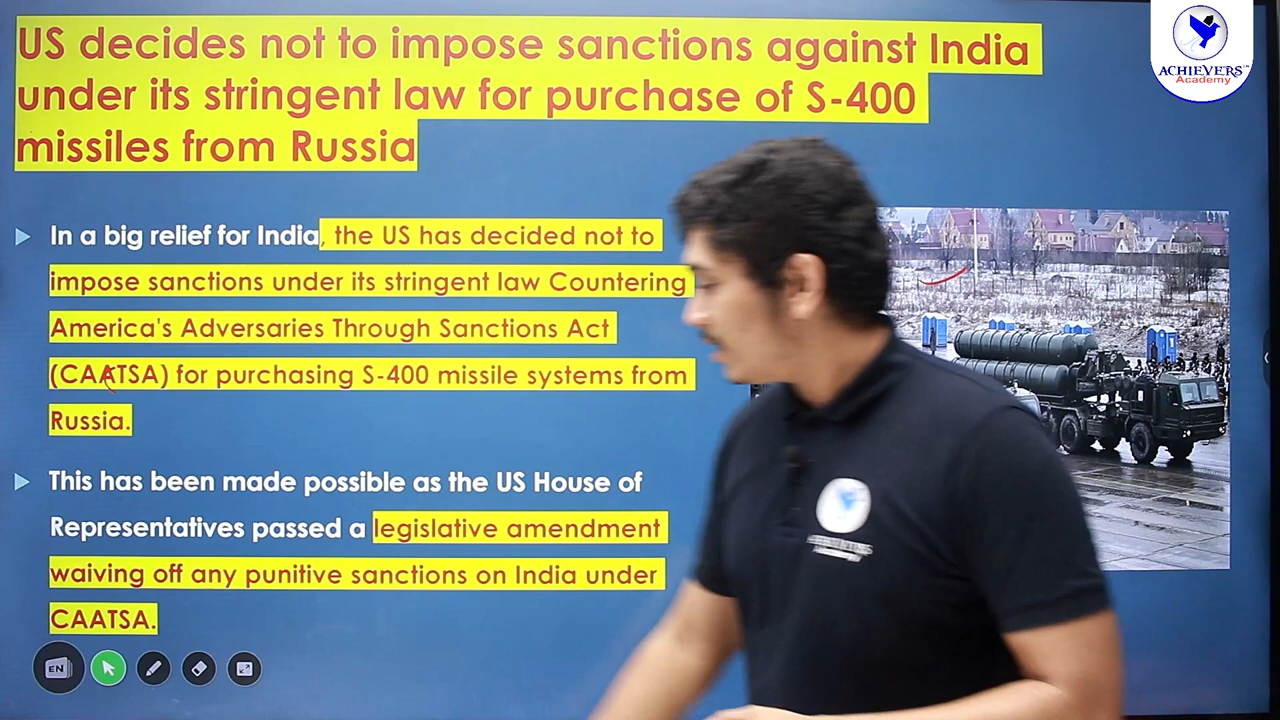 US decides not to impose sanctions against India
under its stringent law for purchase of S-400
missiles from Russia
ACHIEVERS
Academy
In a big relief for India, the US has decided not to
impose sanctions under its stringent law Countering
America's Adversaries Through Sanctions Act
(CAATSA) for purchasing S-400 missile systems from
Russia.
This has been made possible as the US House of
Representatives passed a legislative amendment
waiving off any punitive sanctions on India under
CAATSA.
EN